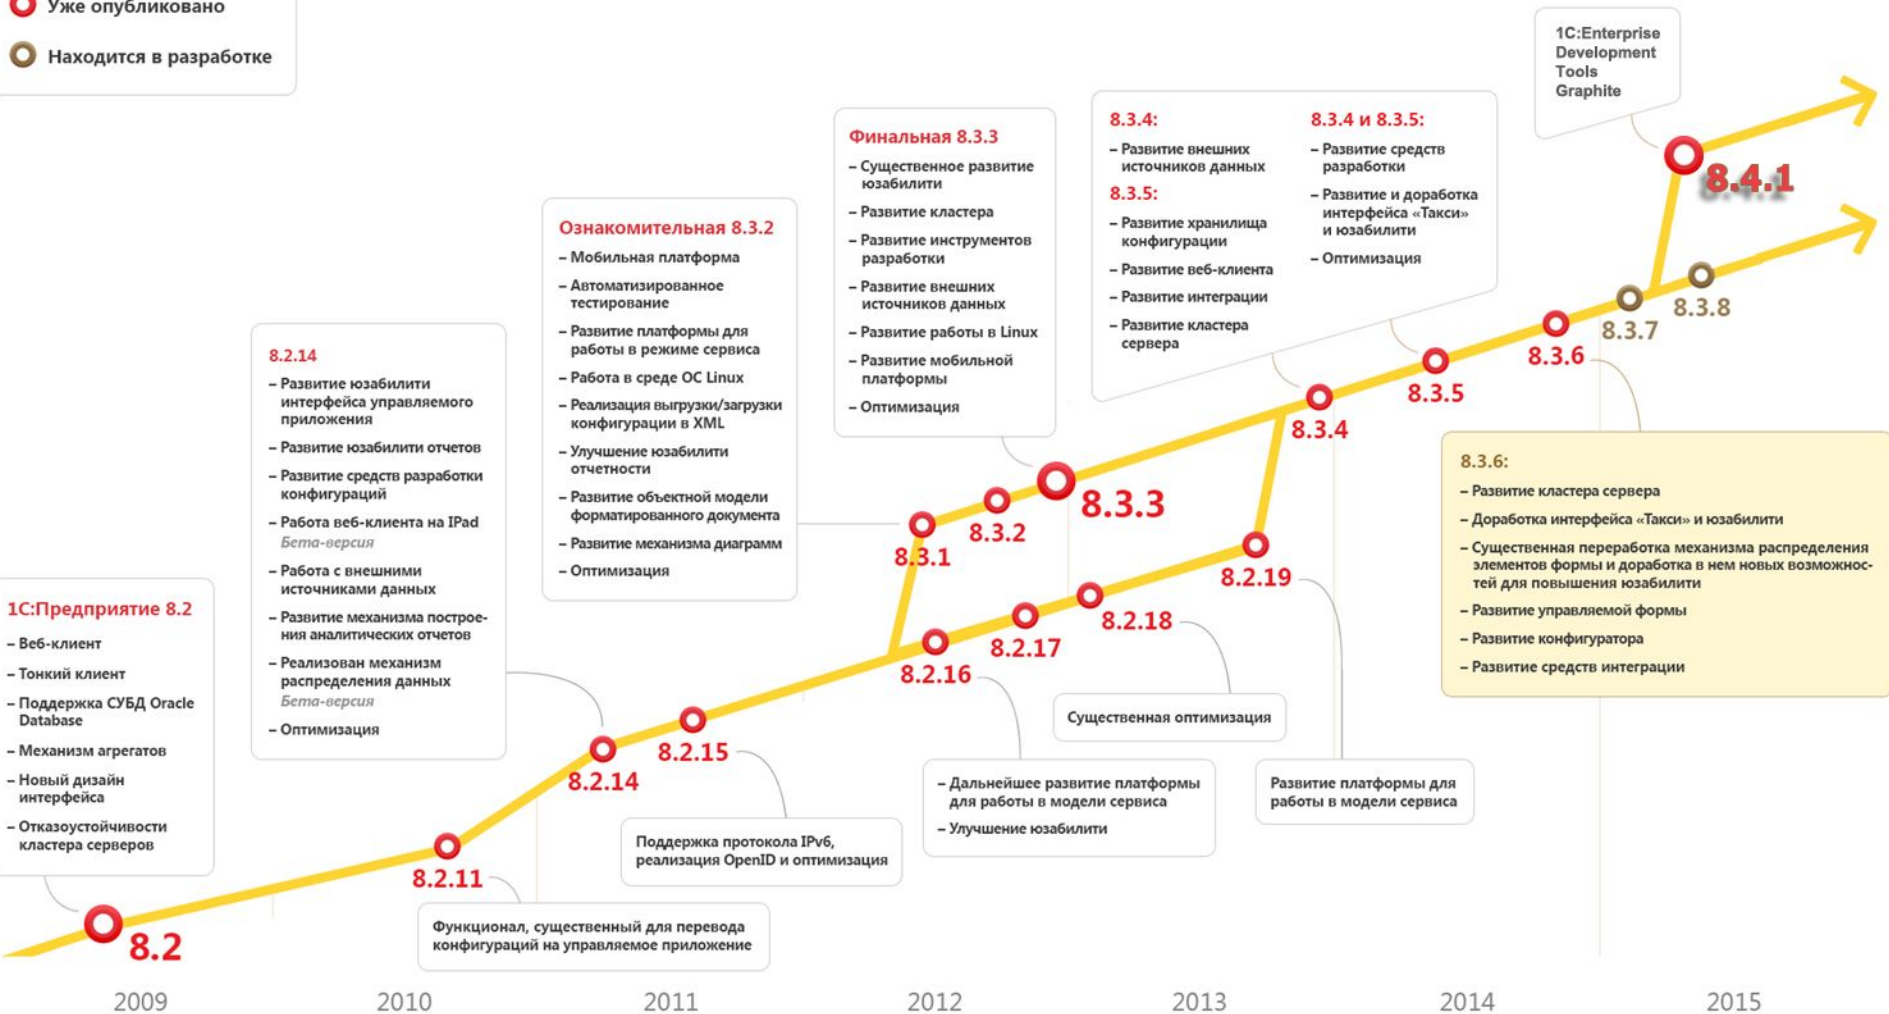 Уже опубликовано
Находится в разработке
1C:Enterprise
Development
Tools
Graphite
8.4.1
8.3.4:
– Развитие внешних
источников данных
8.3.5:
– Развитие хранилища
конфигурации
– Развитие веб-клиента
– Развитие интеграции
– Развитие кластера
сервера
8.3.4 и 8.3.5:
– Развитие средств
разработки
– Развитие и доработка
интерфейса «Такси»
и юзабилити
– Оптимизация
Финальная 8.3.3
– Существенное развитие
юзабилити
– Развитие кластера
– Развитие инструментов
разработки
– Развитие внешних
источников данных
– Развитие работы в Linux
– Развитие мобильной
платформы
– Оптимизация
Ознакомительная 8.3.2
– Мобильная платформа
– Автоматизированное
тестирование
– Развитие платформы для
работы в режиме сервиса
– Работа в среде ОС Linux
– Реализация выгрузки/загрузки
конфигурации в XML
– Улучшение юзабилити
отчетности
– Развитие объектной модели
форматированного документа
– Развитие механизма диаграмм
– Оптимизация
8.2.14
– Развитие юзабилити
интерфейса управляемого
приложения
– Развитие юзабилити отчетов
– Развитие средств разработки
конфигураций
– Работа веб-клиента на IPad
Бета-версия
– Работа с внешними
источниками данных
– Развитие механизма построе-
ния аналитических отчетов
– Реализован механизм
распределения данных
Бета-версия
– Оптимизация
1С:Предприятие 8.2
– Веб-клиент
– Тонкий клиент
– Поддержка СУБД Oracle
Database
– Механизм агрегатов
– Новый дизайн
интерфейса
– Отказоустойчивости
кластера серверов
8.3.8
8.3.7
8.3.6
8.3.5
8.3.4
8.3.3
8.3.2
8.3.1
8.2.19
8.2.18
8.2.17
8.2.16
8.2.15
8.2.14
8.2.11
8.2
8.3.6:
– Развитие кластера сервера
– Доработка интерфейса «Такси» и юзабилити
– Существенная переработка механизма распределения
элементов формы и доработка в нем новых возможнос-
тей для повышения юзабилити
– Развитие управляемой формы
– Развитие конфигуратора
– Развитие средств интеграции
Существенная оптимизация
– Дальнейшее развитие платформы
для работы в модели сервиса
– Улучшение юзабилити
Развитие платформы для
работы в модели сервиса
Поддержка протокола IPv6,
реализация OpenID и оптимизация
Функционал, существенный для перевода
конфигураций на управляемое приложение
2009
2010
2011
2012
2013
2014
2015